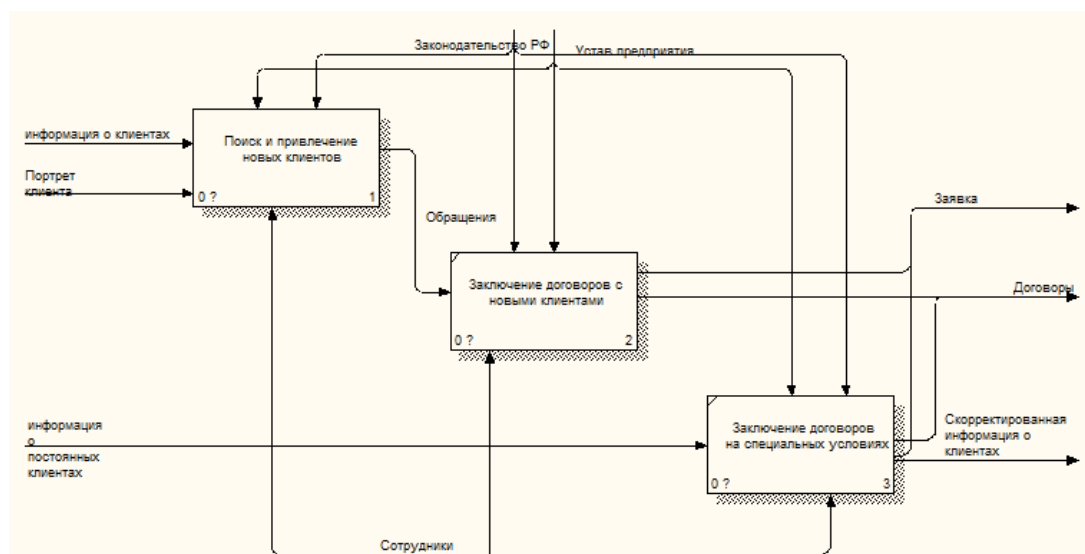 Законодательство РФ
Устав предприятия
информация о клиентах
Поиск и привлечение
новых клиентов
Портрет
клиента
0 ?
1
Обращения
Заявка
Заключение договоров с
новыми клиентами
Договоры
0 ?
2
информация
о
постоянных
клиентах
Заключение договоров
на специальных условиях
Скорректированная
информация о
клиентах
0 ?
3
Сотрудники